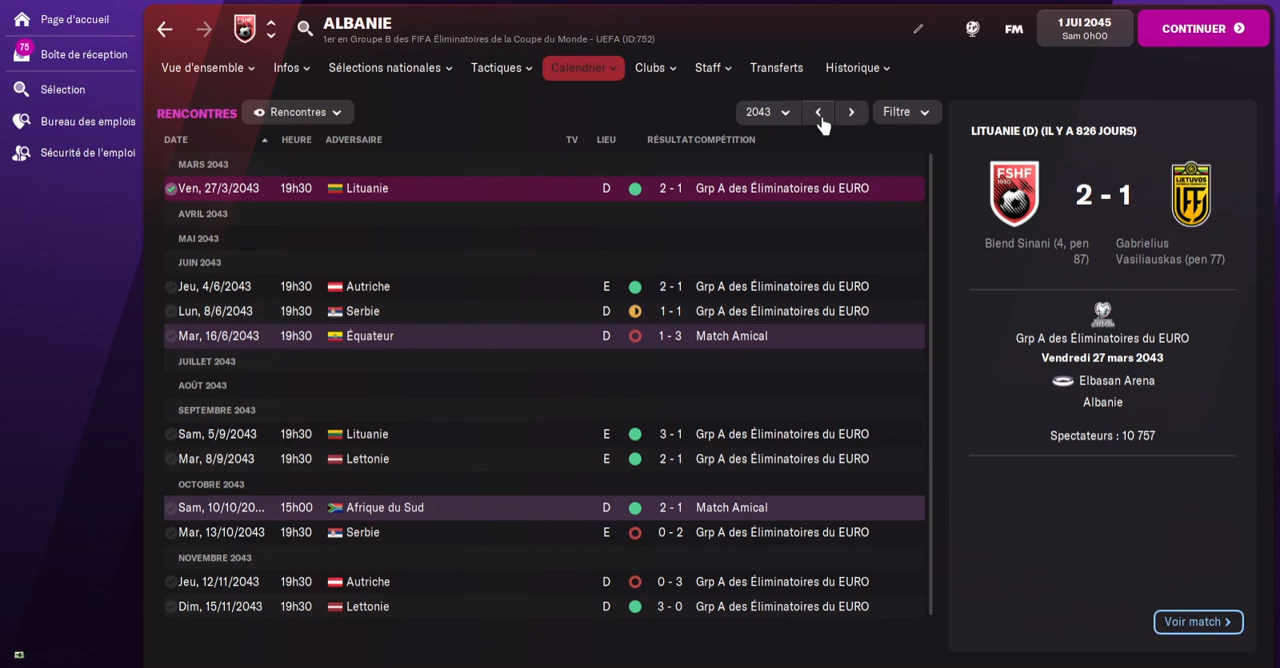 Page d'accueil
75
Boîte de réception
Sélection
Bureau des emplois
Sécurité de l'emploi
FSHF
ALBANIE
1er en Groupe B des FIFA Éliminatoires de la Coupe du Monde - UEFA (ID:752)
FM
1 JUI 2045
Sam 0h00
CONTINUER
Vue d'ensemble
Infos
Sélections nationales
Tactiques
Calendrier
Clubs
Staff
Transferts
Historique
RENCONTRES
Rencontres
2043
Filtre
DATE HEURE ADVERSAIRE TV LIEU RÉSULTAT COMPÉTITION
MARS 2043
Ven, 27/3/2043 19h30 Lituanie D 2 - 1 Grp A des Éliminatoires du EURO
AVRIL 2043
MAI 2043
JUIN 2043
Jeu, 4/6/2043 19h30 Autriche E 2 - 1 Grp A des Éliminatoires du EURO
Lun, 8/6/2043 19h30 Serbie D 1 - 1 Grp A des Éliminatoires du EURO
Mar, 16/6/2043 19h30 Équateur D 1 - 3 Match Amical
JUILLET 2043
AOÛT 2043
SEPTEMBRE 2043
Sam, 5/9/2043 19h30 Lituanie E 3 - 1 Grp A des Éliminatoires du EURO
Mar, 8/9/2043 19h30 Lettonie E 2 - 1 Grp A des Éliminatoires du EURO
OCTOBRE 2043
Sam, 10/10/20... 15h00 Afrique du Sud D 2 - 1 Match Amical
Mar, 13/10/2043 19h30 Serbie E 0 - 2 Grp A des Éliminatoires du EURO
NOVEMBRE 2043
Jeu, 12/11/2043 19h30 Autriche D 0 - 3 Grp A des Éliminatoires du EURO
Dim, 15/11/2043 19h30 Lettonie D 3 - 0 Grp A des Éliminatoires du EURO
LITUANIE (D) (IL Y A 826 JOURS)
FSHF
1930
2 - 1
LIETUVOS
Blend Sinani (4, pen
87)
Gabrielius
Vasiliauskas (pen 77)
Grp A des Éliminatoires du EURO
Vendredi 27 mars 2043
Elbasan Arena
Albanie
Spectateurs : 10 757
Voir match